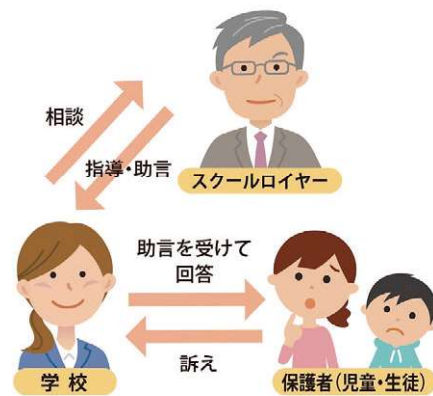 相談
指導・助言
スクールロイヤー
助言を受けて
回答
訴え
学校
保護者(児童・生徒)